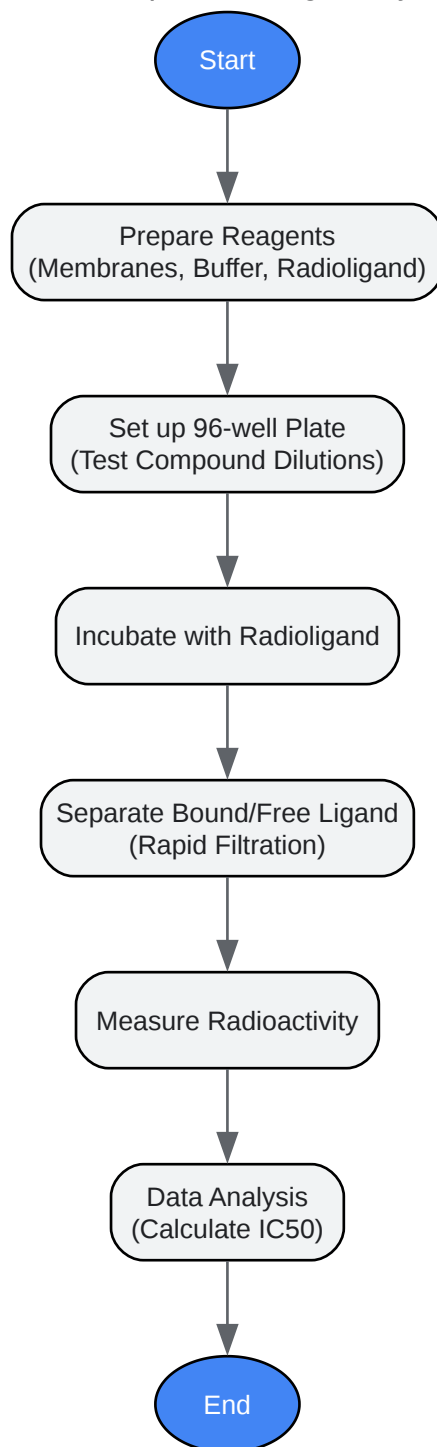 Start
Prepare Reagents
(Membranes, Buffer, Radioligand)
Set up 96-well Plate
(Test Compound Dilutions)
Incubate with Radioligand
Separate Bound/Free Ligand
(Rapid Filtration)
Measure Radioactivity
Data Analysis
(Calculate IC50)
End